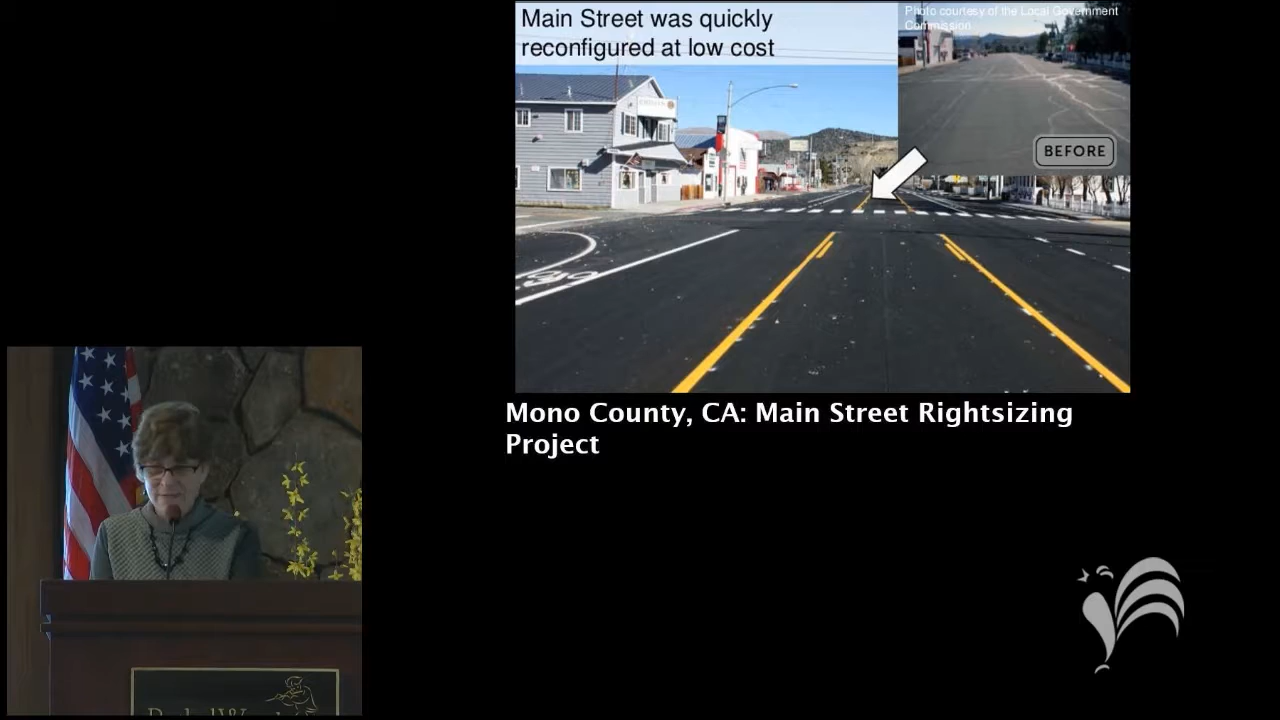 Main Street was quickly
reconfigured at low cost
Photo courtesy of the Local Government
Commission
BEFORE
Mono County, CA: Main Street Rightsizing
Project